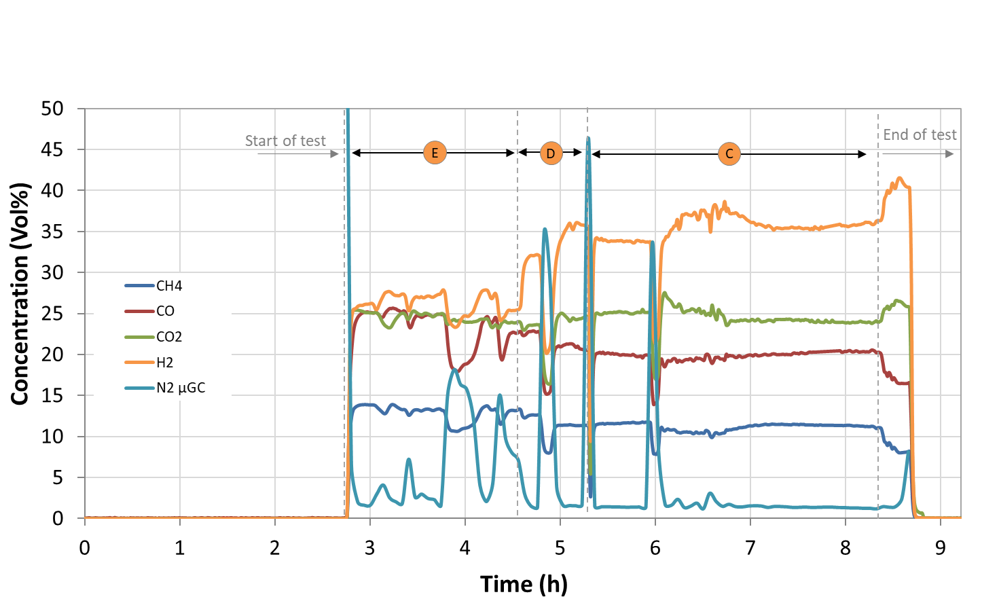 50
45
40
35
30
25
20
15
10
5
0
Concentration (Vol%)
Start of test
E
D
C
End of test
CH4
CO
CO2
H2
N2 μGC
0 1 2 3 4 5 6 7 8 9
Time (h)